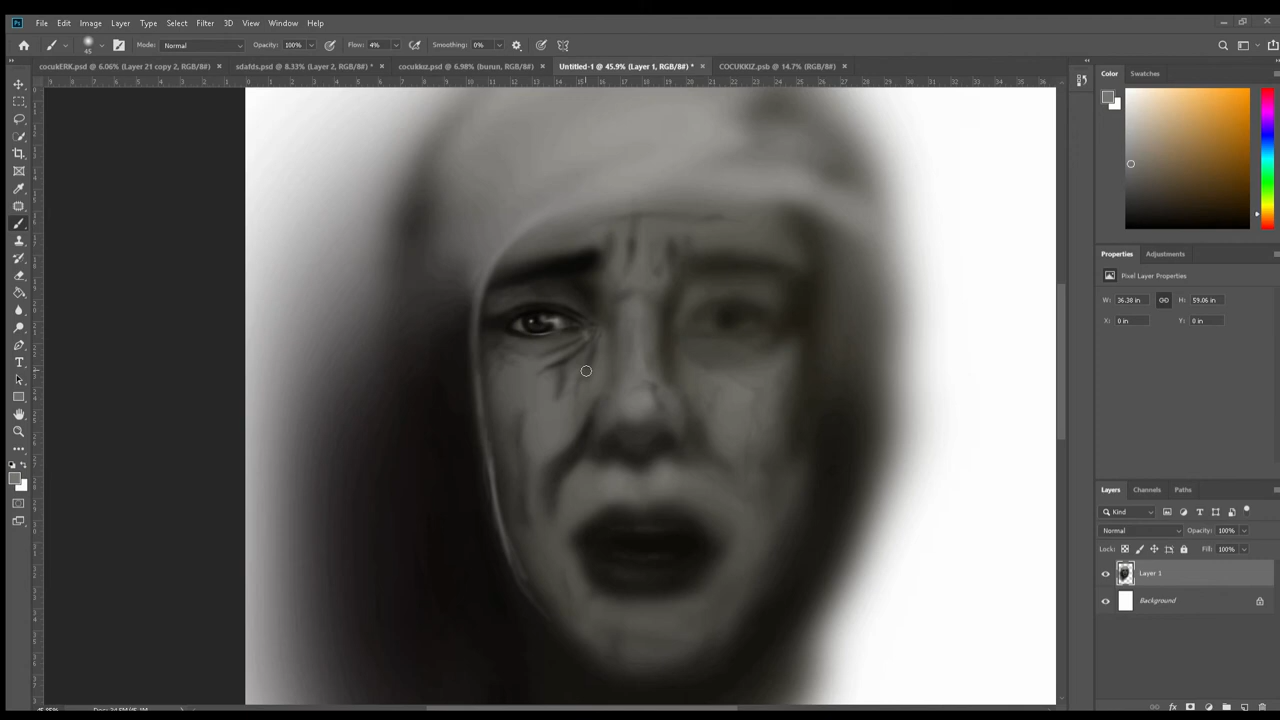 Ps File Edit Image Layer Type Select Filter 3D View Window Help
45 Mode: Normal Opacity: 100% Flow: 4% Smoothing: 0%
cocukERK.psd @ 6.06% (Layer 21 copy 2, RGB/8#) × sdafds.psd @ 8.33% (Layer 2, RGB/8#) * × cocukkız.psd @ 6.98% (burun, RGB/8#) × Untitled-1 @ 45.9% (Layer 1, RGB/8#) * × COCUKKIZ.psb @ 14.7% (RGB/8#) ×
Color Swatches
Properties Adjustments
Pixel Layer Properties
W: 36.38 in H: 59.06 in
X: 0 in Y: 0 in
Layers Channels Paths
Kind
Normal Opacity: 100%
Lock: Fill: 100%
Layer 1
Background